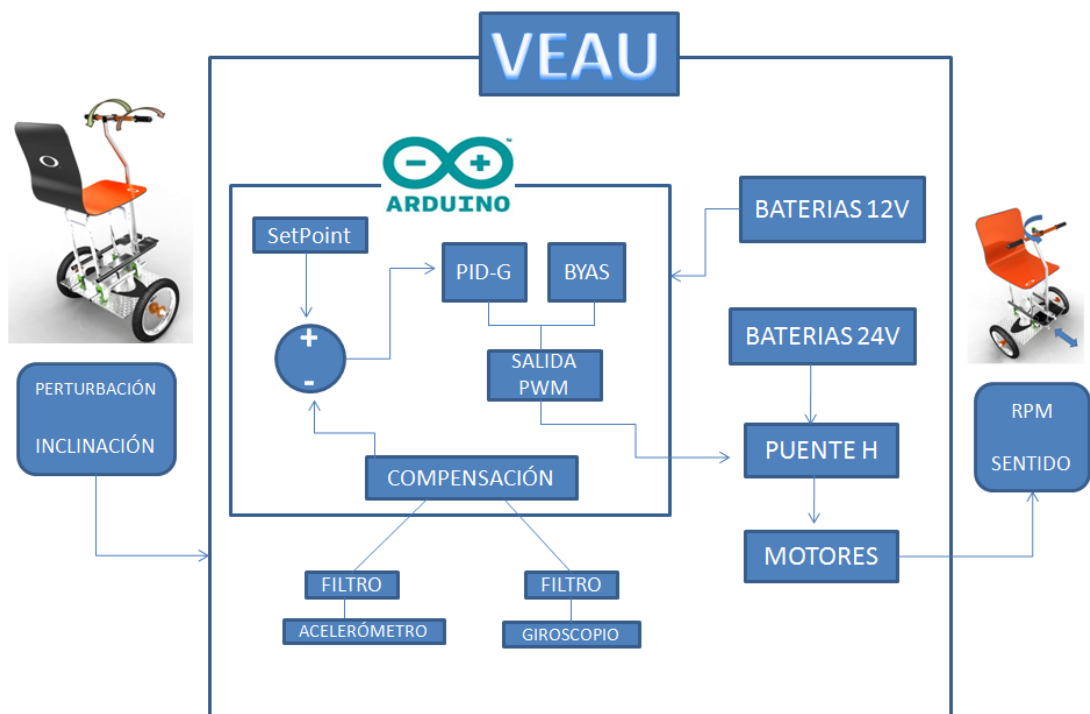 VEAU
ARDUINO
TM
SetPoint
PID-G
BYAS
BATERIAS 12V
+
-
SALIDA
PWM
BATERIAS 24V
PERTURBACIÓN
INCLINACIÓN
COMPENSACIÓN
PUENTE H
RPM
SENTIDO
MOTORES
FILTRO
FILTRO
ACELERÓMETRO
GIROSCOPIO